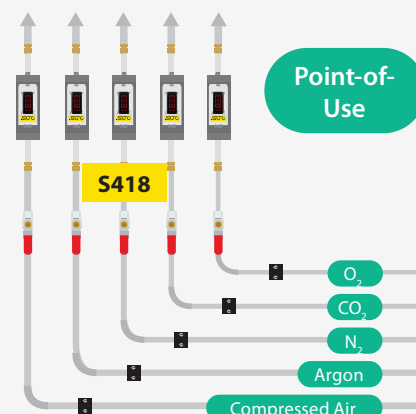 Point-of-
Use
S418
O₂
CO₂
N₂
Argon
Compressed Air